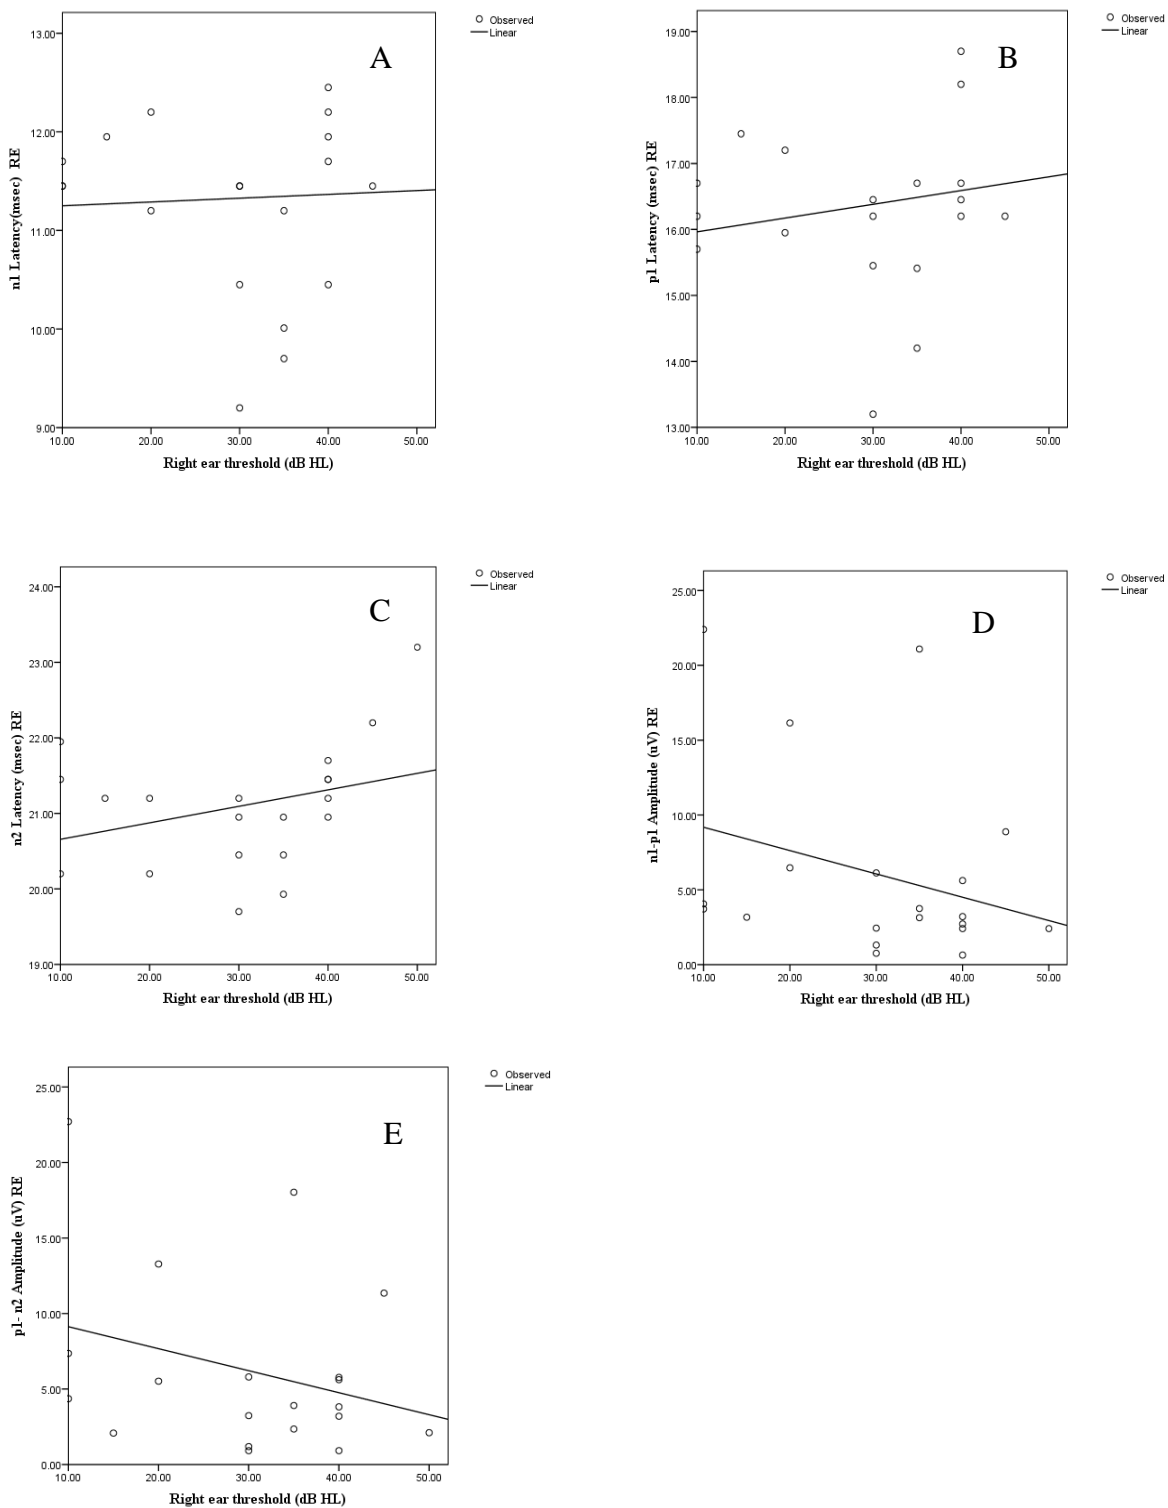 Observed
Linear
A
13.00
12.00
11.00
10.00
9.00
n1 Latency(msec) RE
10.00 20.00 30.00 40.00 50.00
Right ear threshold (dB HL)
Observed
Linear
B
19.00
18.00
17.00
16.00
15.00
14.00
13.00
p1 Latency (msec) RE
10.00 20.00 30.00 40.00 50.00
Right ear threshold (dB HL)
Observed
Linear
C
24.00
23.00
22.00
21.00
20.00
19.00
n2 Latency (msec) RE
10.00 20.00 30.00 40.00 50.00
Right ear threshold (dB HL)
Observed
Linear
D
25.00
20.00
15.00
10.00
5.00
0.00
n1-p1 Amplitude (uV) RE
10.00 20.00 30.00 40.00 50.00
Right ear threshold (dB HL)
Observed
Linear
E
25.00
20.00
15.00
10.00
5.00
0.00
p1- n2 Amplitude (uV) RE
10.00 20.00 30.00 40.00 50.00
Right ear threshold (dB HL)